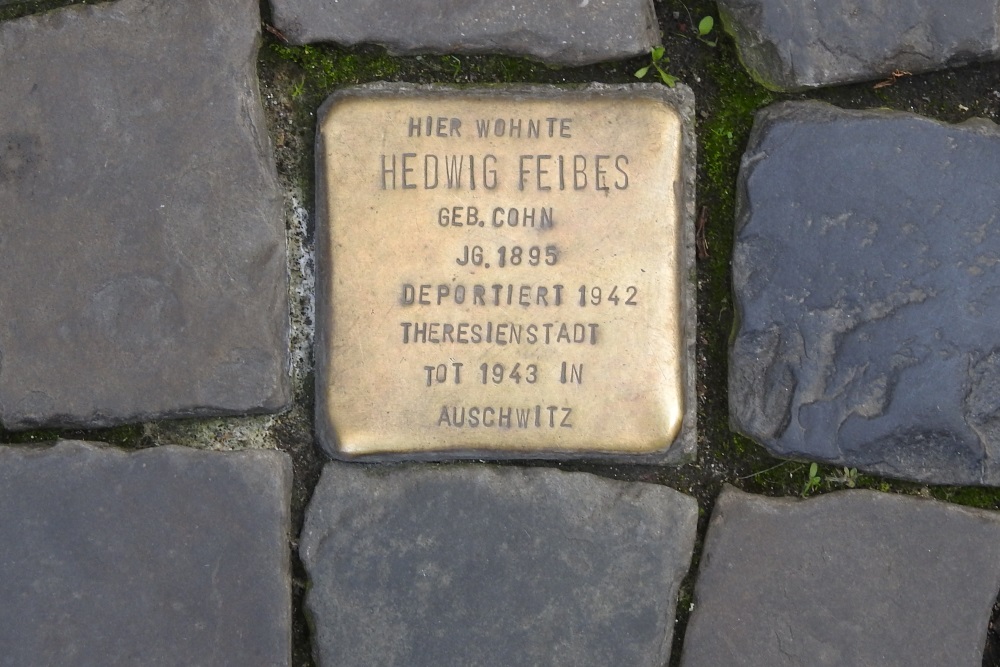 HIER WOHNTE
HEDWIG FEIBES
GEB. COHN
JG. 1895
DEPORTIERT 1942
THERESIENSTADT
TOT 1943 IN
AUSCHWITZ